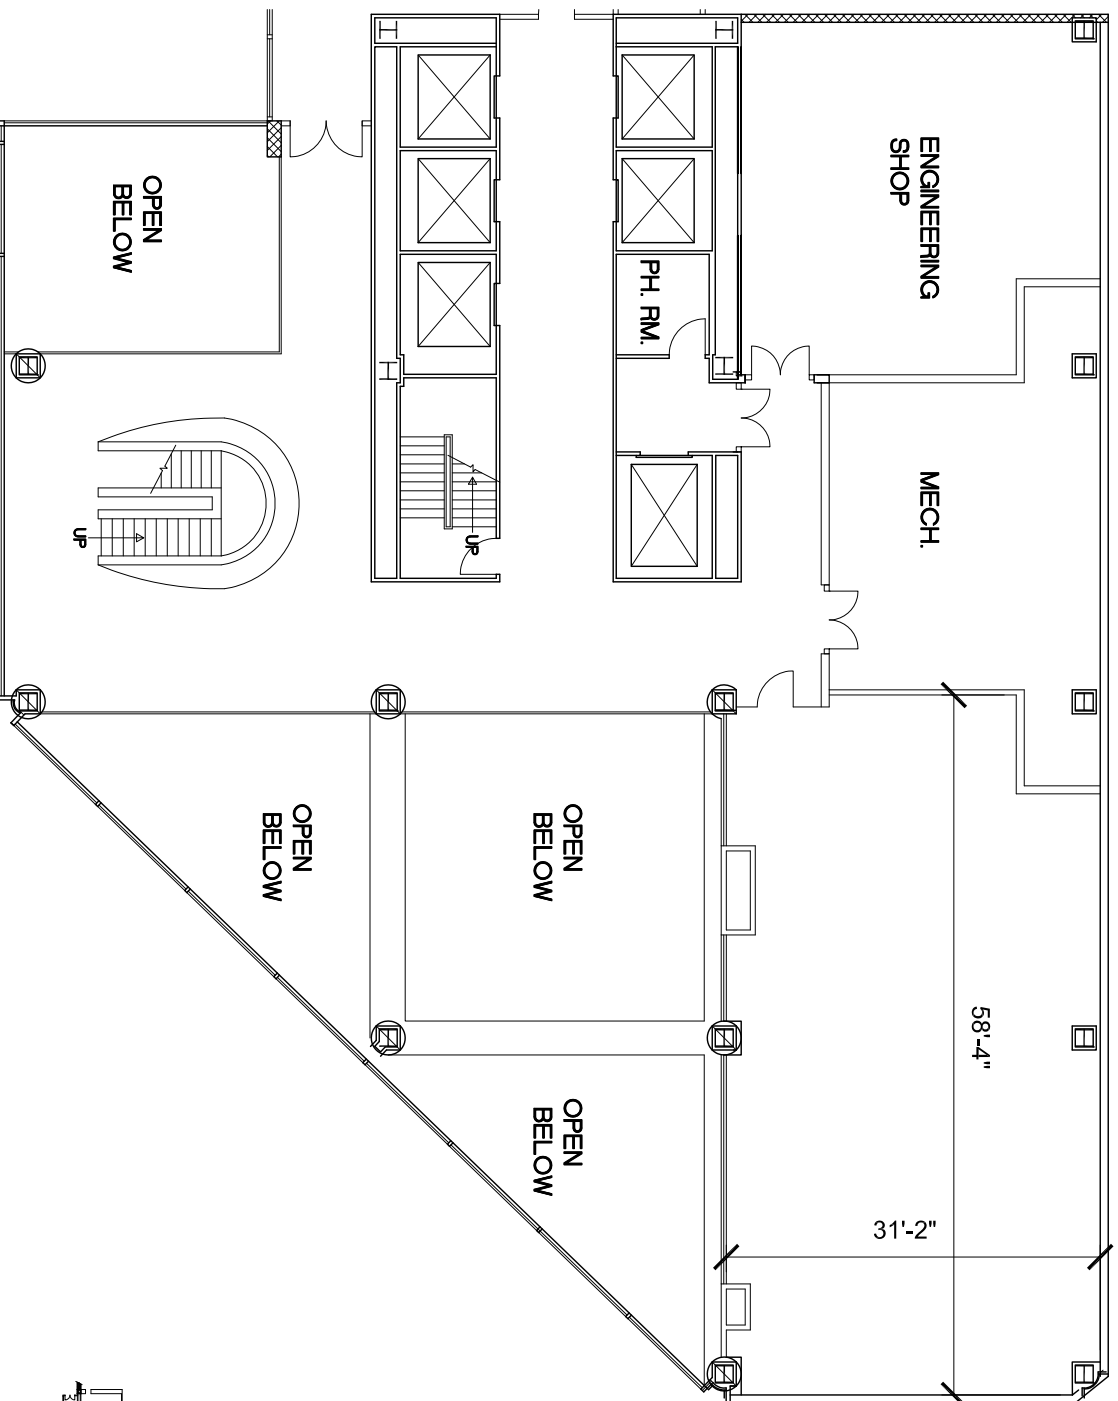 ENGINEERING
SHOP
OPEN
BELOW
PH. RM.
MECH.
UP
UP
OPEN
BELOW
OPEN
BELOW
58'-4"
OPEN
BELOW
31'-2"